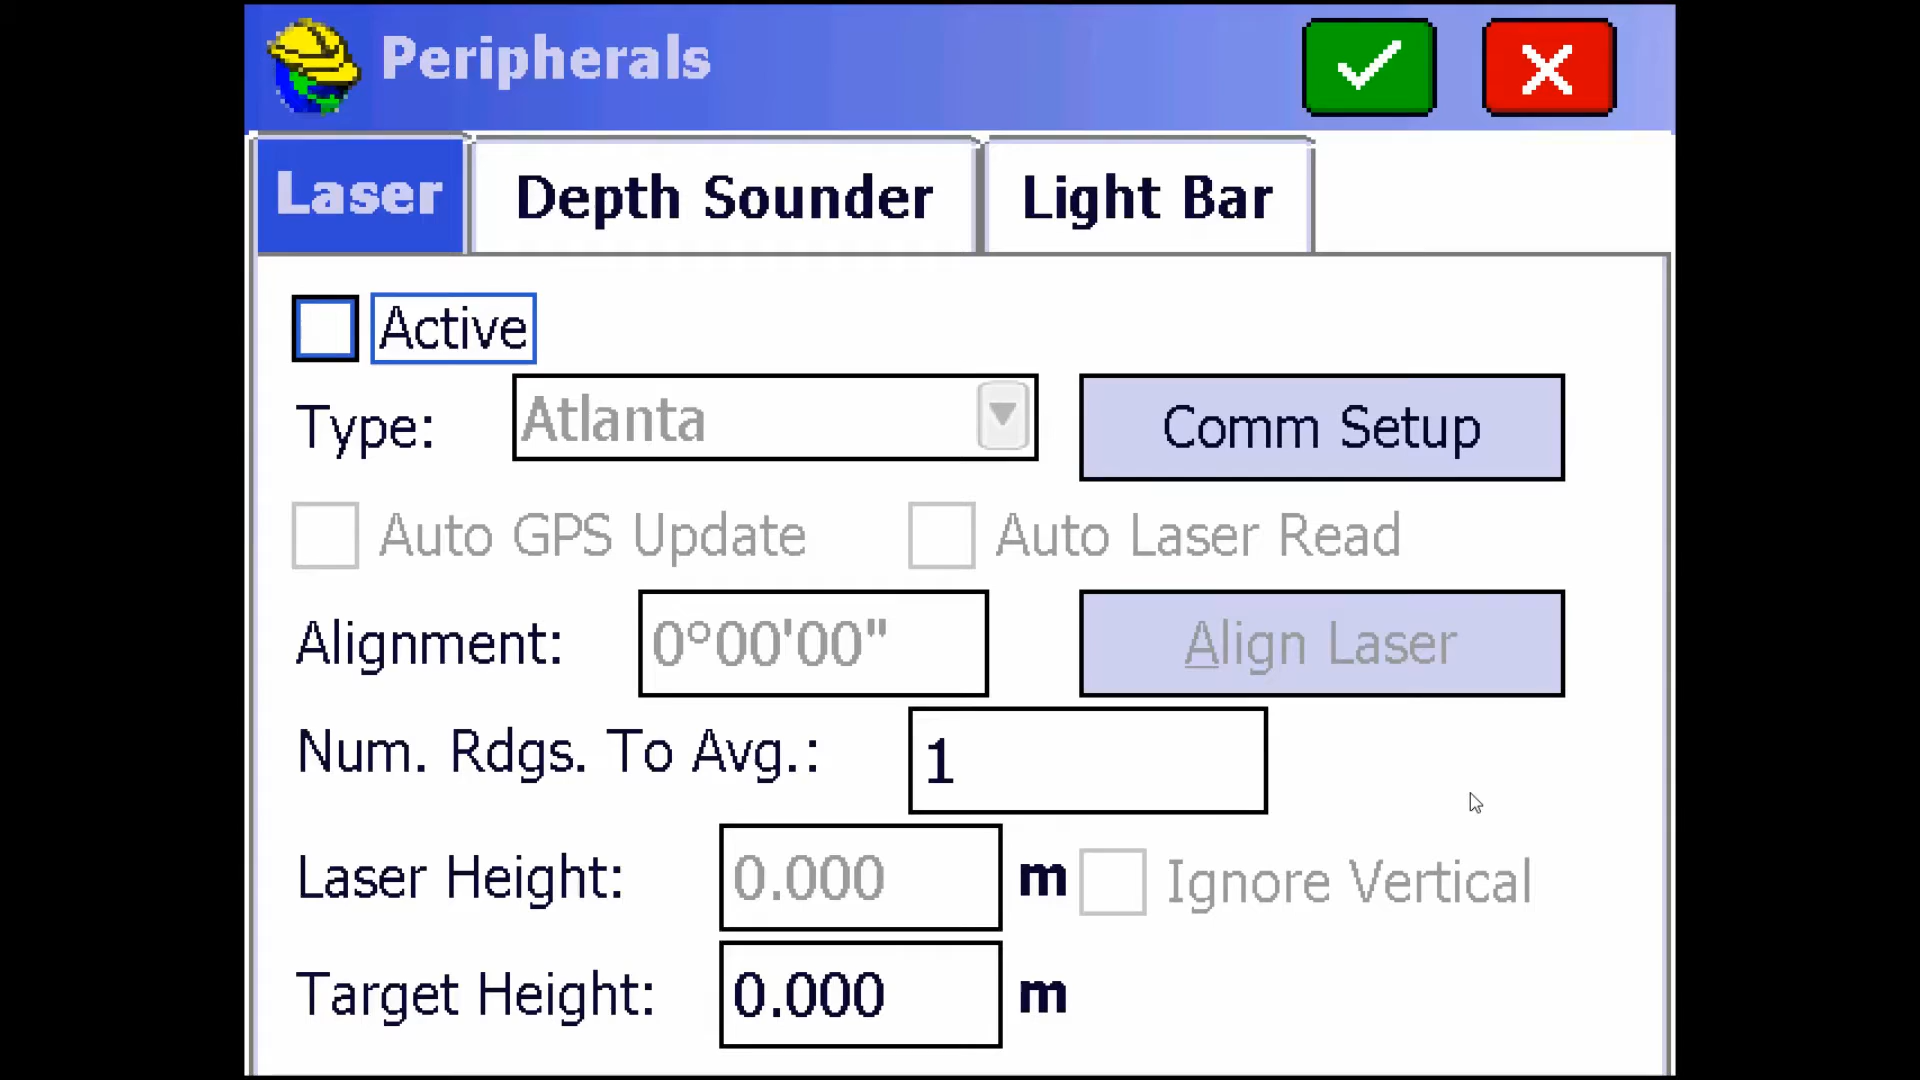 Peripherals
Laser
Depth Sounder
Light Bar
Active
Type:
Atlanta
Comm Setup
Auto GPS Update
Auto Laser Read
Alignment:
0°00'00"
Align Laser
Num. Rdgs. To Avg.:
1
Laser Height:
0.000
m
Ignore Vertical
Target Height:
0.000
m